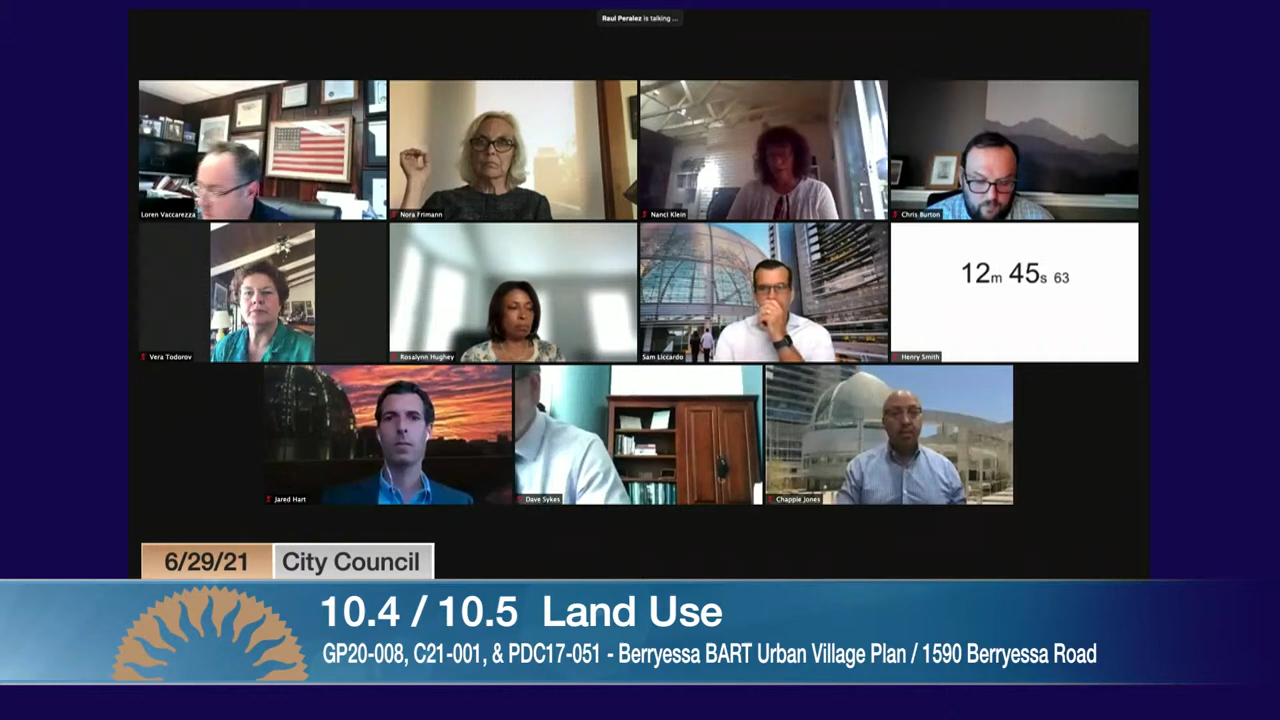 Raul Peralez is talking ...
Loren Vaccarezza
Nora Frimann
Nanci Klein
Chris Burton
Vera Todorov
Rosalynn Hughey
Sam Liccardo
12m 45s 63
Henry Smith
Jared Hart
Dave Sykes
Chappie Jones
6/29/21 City Council
10.4 / 10.5 Land Use
GP20-008, C21-001, & PDC17-051 - Berryessa BART Urban Village Plan / 1590 Berryessa Road